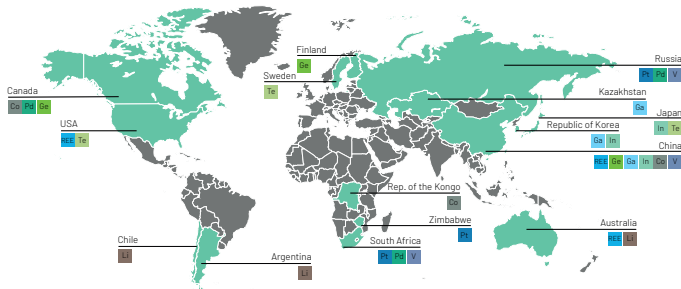 Finland
Ge
Sweden
Te
Russia
Pt Pd V
Canada
Co Pd Ge
Kazakhstan
Ga
Japan
In Te
USA
REE Te
Republic of Korea
Ga In
China
REE Ge Ga In Co V
Rep. of the Kongo
Co
Zimbabwe
Pt
Australia
REE Li
Chile
Li
South Africa
Pt Pd V
Argentina
Li